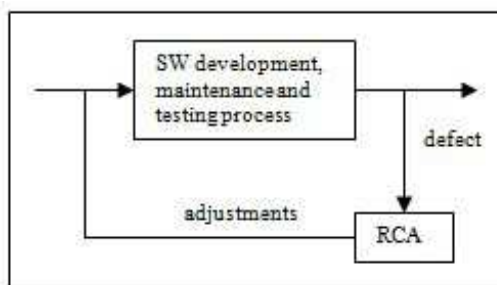 SW development,
maintenance and
testing process
defect
adjustments
RCA